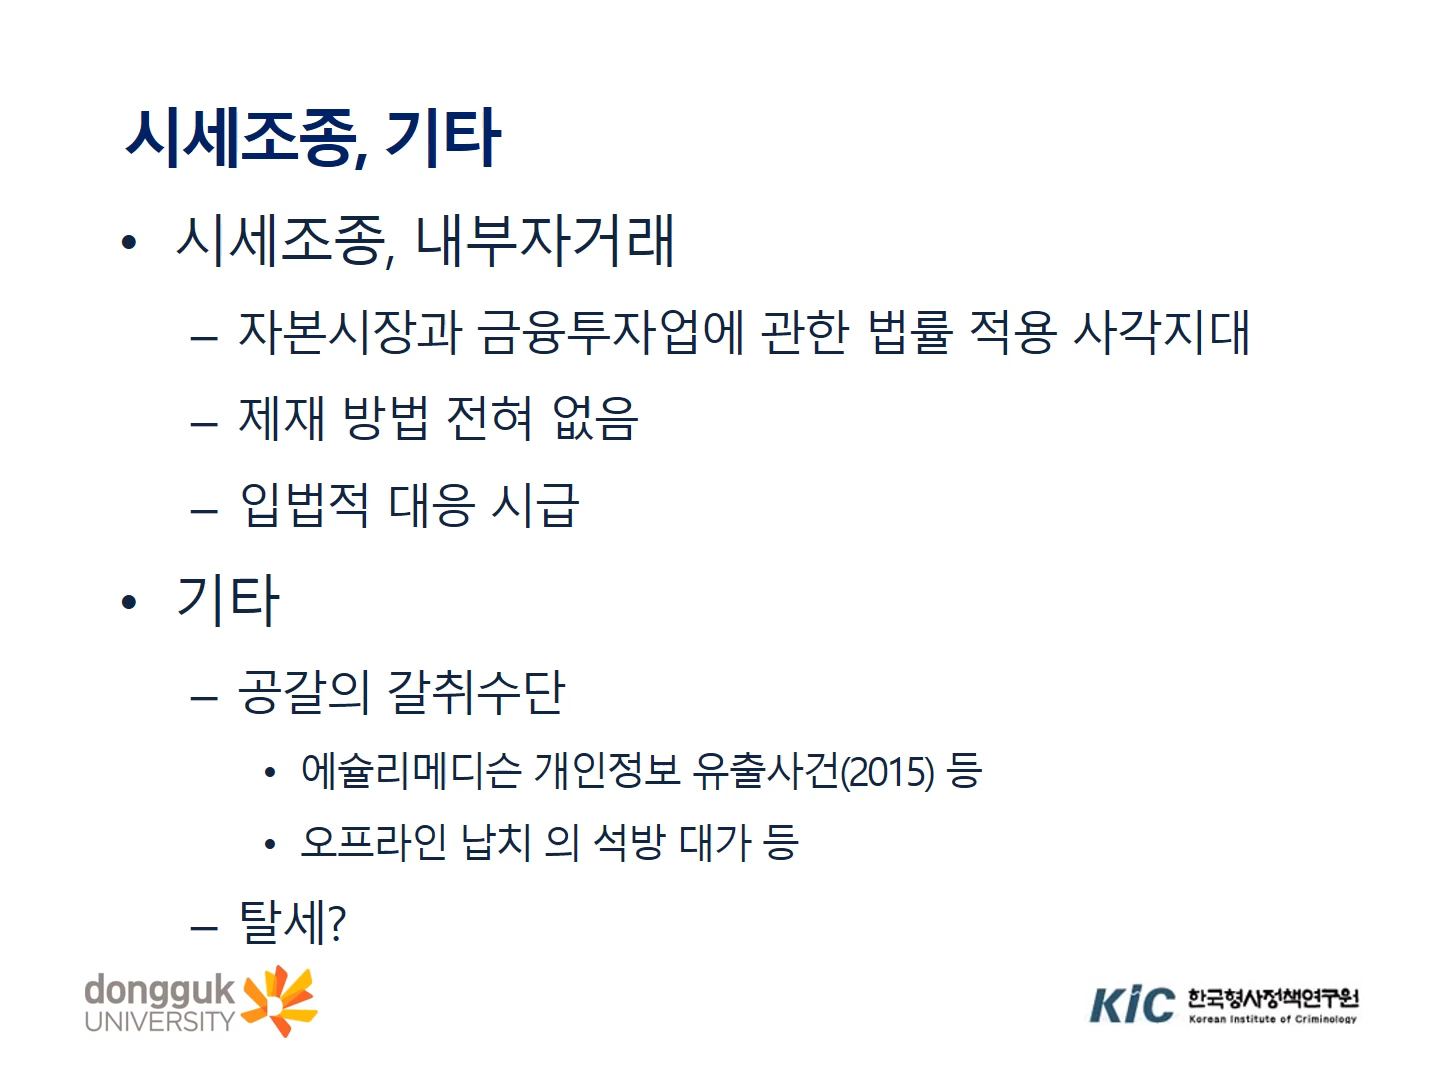 시세조종, 기타
• 시세조종, 내부자거래
– 자본시장과 금융투자업에 관한 법률 적용 사각지대
– 제재 방법 전혀 없음
– 입법적 대응 시급
• 기타
– 공갈의 갈취수단
• 에슐리메디슨 개인정보 유출사건(2015) 등
• 오프라인 납치 의 석방 대가 등
– 탈세?
dongguk
UNIVERSITY
KiC 한국형사정책연구원
Korean Institute of Criminology